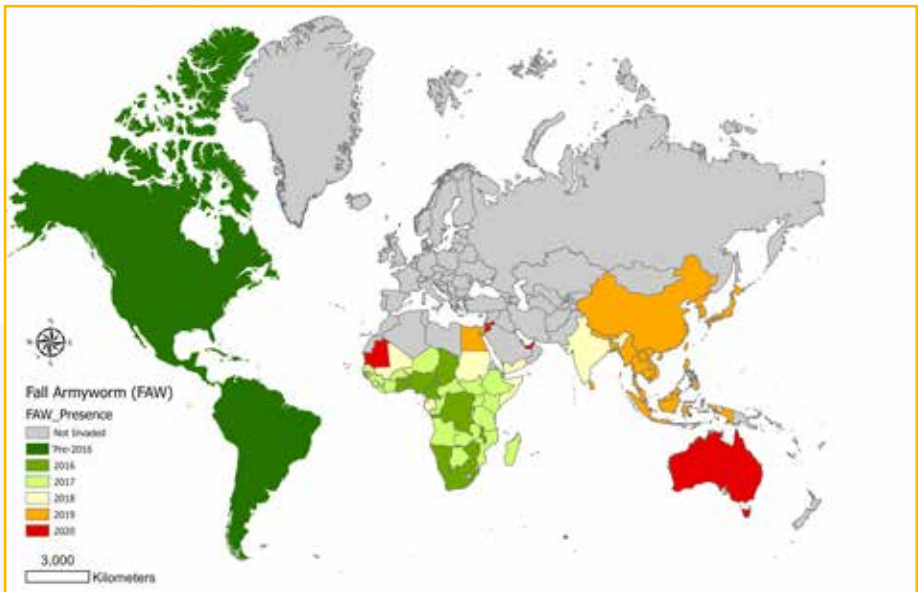 Fall Armyworm (FAW)
FAW_Presence
Not Invaded
Pre-2016
2016
2017
2018
2019
2020
3,000
Kilometers